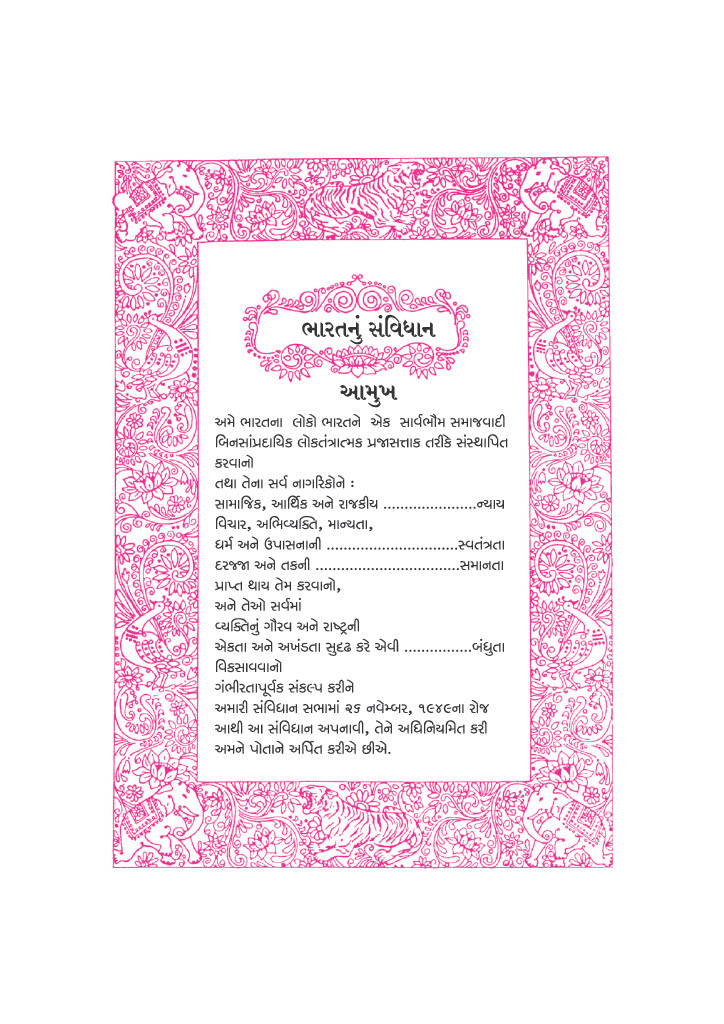 ભારતનું સંવિધાન
આમુખ
અમે ભારતના લોકો ભારતને એક સાર્વભૌમ સમાજવાદી
બિનસાંપ્રદાયિક લોકતંત્રાત્મક પ્રજાસત્તાક તરીકે સંસ્થાપિત
કરવાનો
તથા તેના સર્વ નાગરિકોને :
સામાજિક, આર્થિક અને રાજકીય ......................ન્યાય
વિચાર, અભિવ્યક્તિ, માન્યતા,
ધર્મ અને ઉપાસનાની ...............................સ્વતંત્રતા
દરજ્જા અને તકની ..................................સમાનતા
પ્રાપ્ત થાય તેમ કરવાનો,
અને તેઓ સર્વમાં
વ્યક્તિનું ગૌરવ અને રાષ્ટ્રની
એકતા અને અખંડતા સુદઢ કરે એવી ................બંધુતા
વિકસાવવાનો
ગંભીરતાપૂર્વક સંકલ્પ કરીને
અમારી સંવિધાન સભામાં ૨૬ નવેમ્બર, ૧૯૪૯ના રોજ
આથી આ સંવિધાન અપનાવી, તેને અધિનિયમિત કરી
અમને પોતાને અર્પિત કરીએ છીએ.